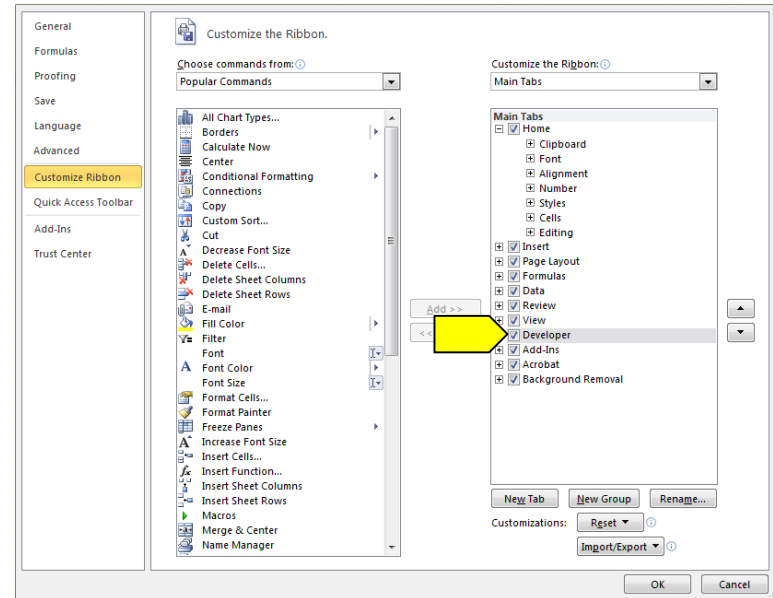 General
Formulas
Proofing
Save
Language
Advanced
Customize Ribbon
Quick Access Toolbar
Add-Ins
Trust Center
Customize the Ribbon.
Choose commands from:
Popular Commands
All Chart Types...
Borders
Calculate Now
Center
Conditional Formatting
Connections
Copy
Custom Sort...
Cut
Decrease Font Size
Delete Cells...
Delete Sheet Columns
Delete Sheet Rows
E-mail
Fill Color
Filter
Font
Font Color
Font Size
Format Cells...
Format Painter
Freeze Panes
Increase Font Size
Insert Cells...
Insert Function...
Insert Sheet Columns
Insert Sheet Rows
Macros
Merge & Center
Name Manager
Add >>
<<
Customize the Ribbon:
Main Tabs
Main Tabs
Home
Clipboard
Font
Alignment
Number
Styles
Cells
Editing
Insert
Page Layout
Formulas
Data
Review
View
Developer
Add-Ins
Acrobat
Background Removal
New Tab
New Group
Rename...
Customizations:
Reset
Import/Export
OK
Cancel